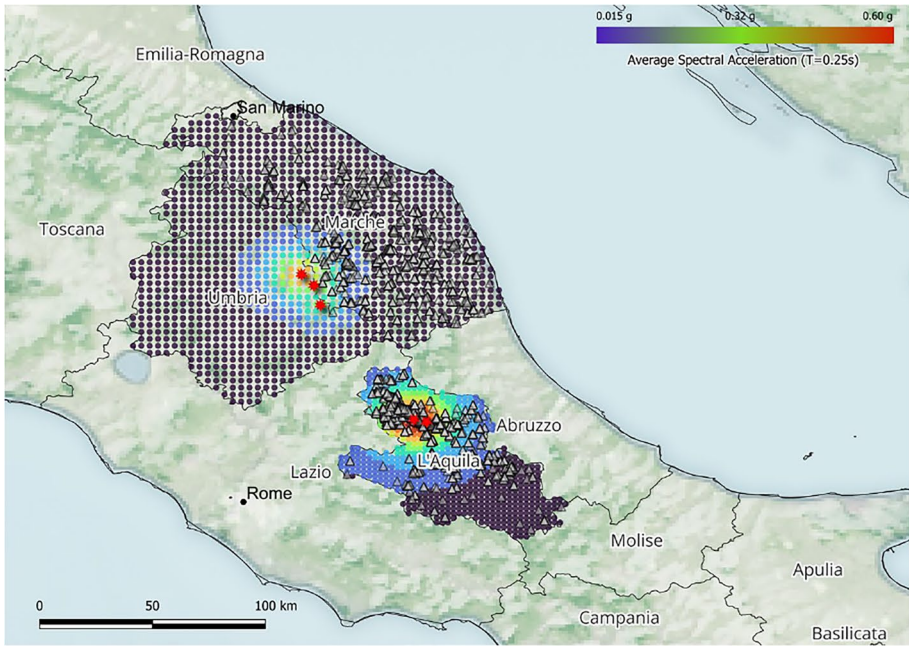 0.015 g 0.32 g 0.60 g
Average Spectral Acceleration (T=0.25s)
Emilia-Romagna
San Marino
Toscana
Marche
Umbria
Abruzzo
L'Aquila
Lazio
Rome
Molise
Apulia
Campania
Basilicata
0 50 100 km